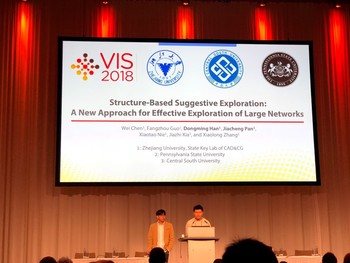 VIS
2018
Structure-Based Suggestive Exploration:
A New Approach for Effective Exploration of Large Networks
Wei Chen¹, Fangzhou Guo¹, Dongming Han¹, Jiacheng Pan¹,
Xiaotao Nie¹, Jiazhi Xia³, and Xiaolong Zhang²
1: Zhejiang University, State Key Lab of CAD&CG
2: Pennsylvania State University
3: Central South University